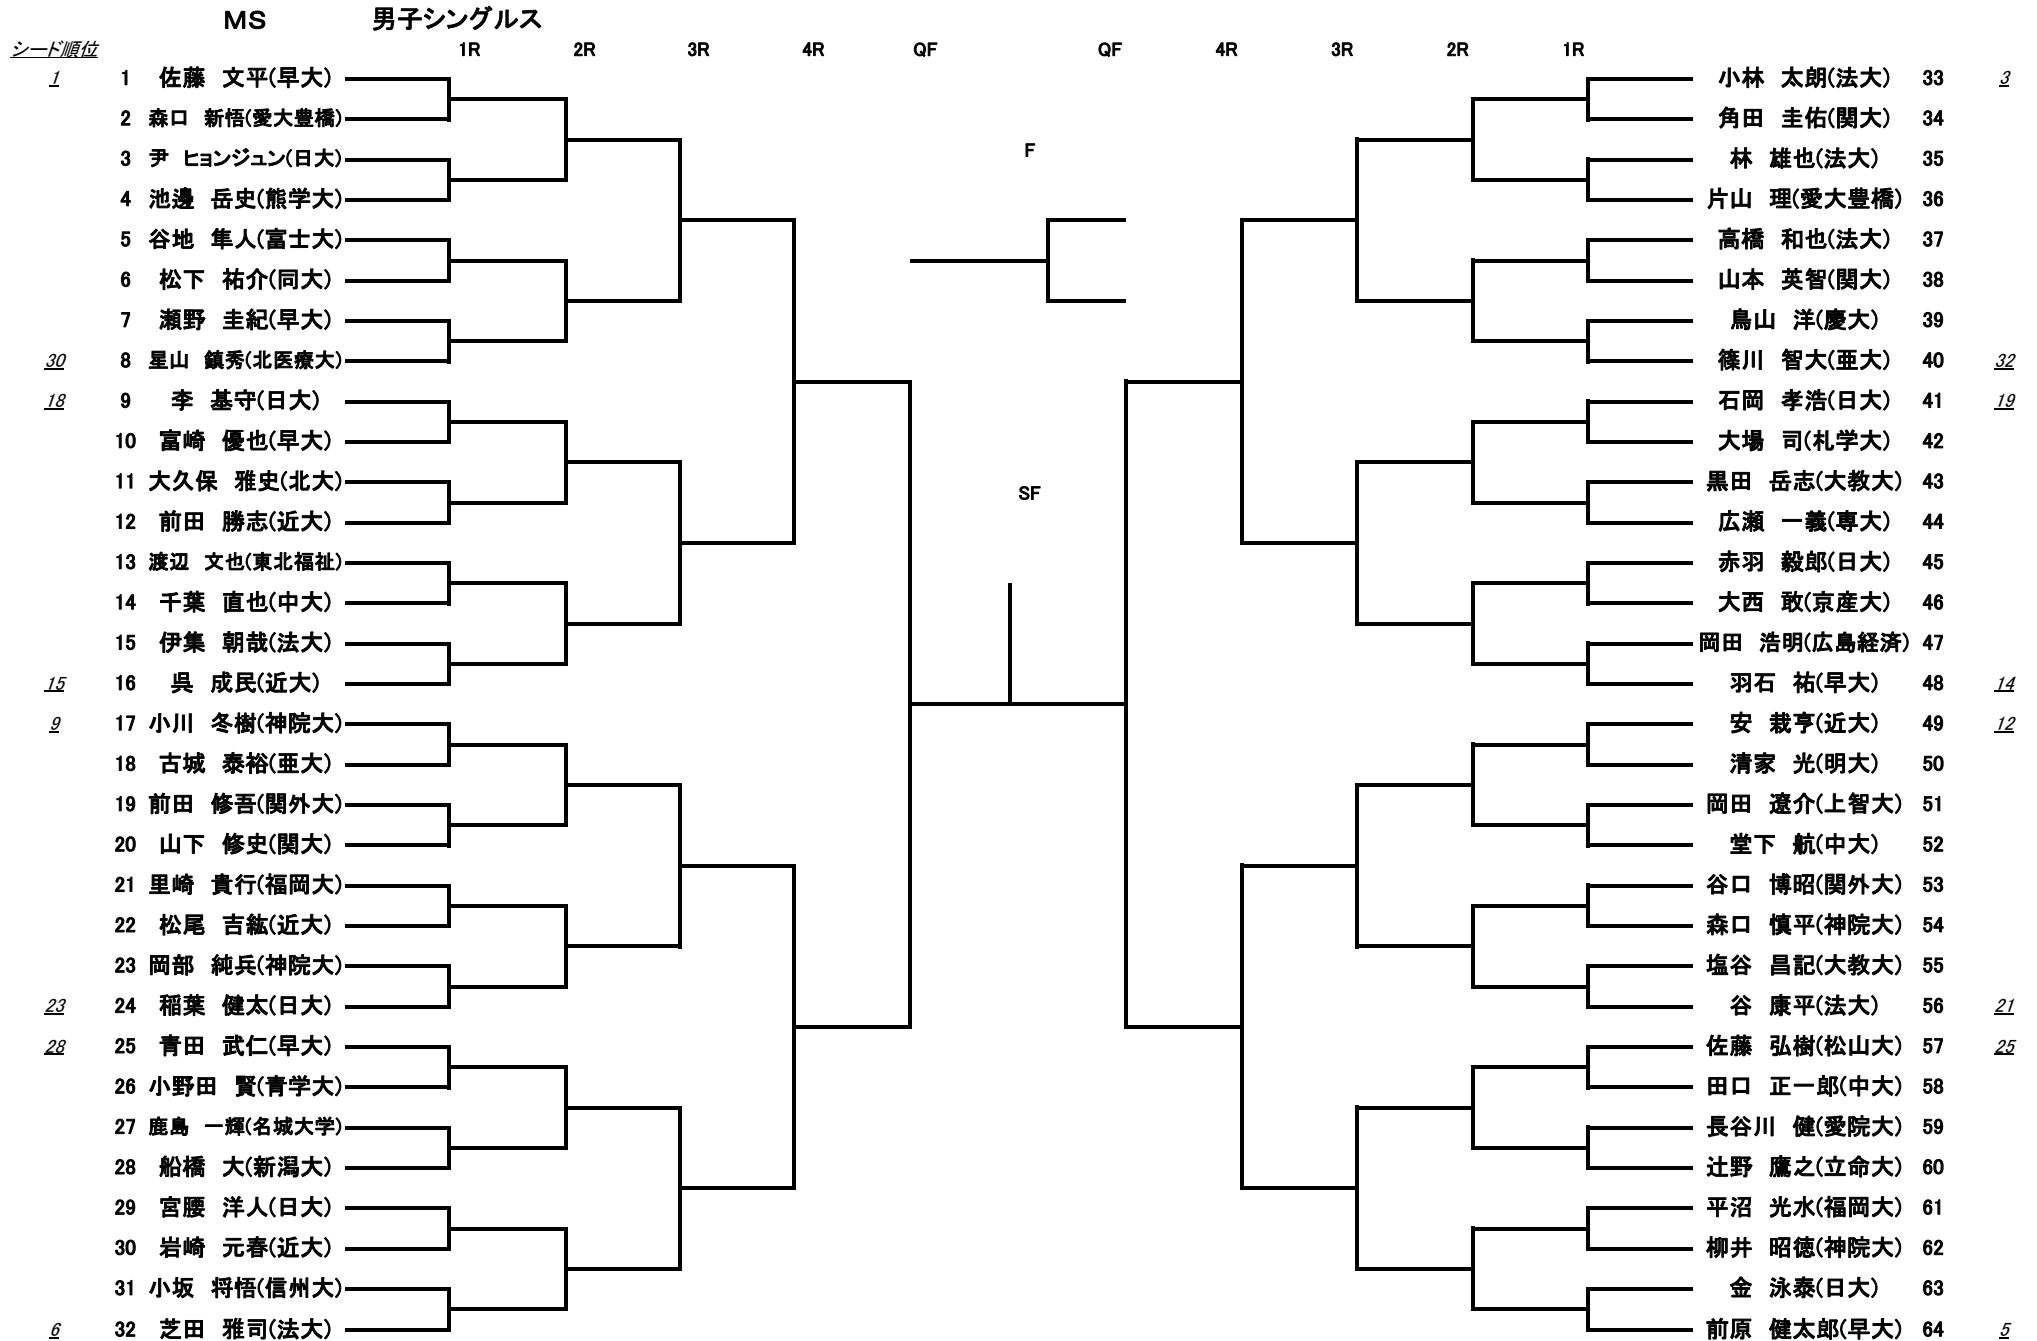 MS 男子シングルス
シード順位 1R 2R 3R 4R QF QF 4R 3R 2R 1R
1 1 佐藤 文平(早大) 小林 太朗(法大) 33 3
2 森口 新悟(愛大豊橋) 角田 圭佑(関大) 34
F
3 尹 ヒョンジュン(日大) 林 雄也(法大) 35
4 池邊 岳史(熊学大) 片山 理(愛大豊橋) 36
5 谷地 隼人(富士大) 高橋 和也(法大) 37
6 松下 祐介(同大) 山本 英智(関大) 38
7 瀬野 圭紀(早大) 鳥山 洋(慶大) 39
30 8 星山 鎮秀(北医療大) 篠川 智大(亜大) 40 32
18 9 李 基守(日大) 石岡 孝浩(日大) 41 19
10 富崎 優也(早大) 大場 司(札学大) 42
11 大久保 雅史(北大) 黒田 岳志(大教大) 43
SF
12 前田 勝志(近大) 広瀬 一義(専大) 44
13 渡辺 文也(東北福祉) 赤羽 毅郎(日大) 45
14 千葉 直也(中大) 大西 敢(京産大) 46
15 伊集 朝哉(法大) 岡田 浩明(広島経済) 47
15 16 呉 成民(近大) 羽石 祐(早大) 48 14
9 17 小川 冬樹(神院大) 安 栽亨(近大) 49 12
18 古城 泰裕(亜大) 清家 光(明大) 50
19 前田 修吾(関外大) 岡田 遼介(上智大) 51
20 山下 修史(関大) 堂下 航(中大) 52
21 里崎 貴行(福岡大) 谷口 博昭(関外大) 53
22 松尾 吉紘(近大) 森口 慎平(神院大) 54
23 岡部 純兵(神院大) 塩谷 昌記(大教大) 55
23 24 稲葉 健太(日大) 谷 康平(法大) 56 21
28 25 青田 武仁(早大) 佐藤 弘樹(松山大) 57 25
26 小野田 賢(青学大) 田口 正一郎(中大) 58
27 鹿島 一輝(名城大学) 長谷川 健(愛院大) 59
28 船橋 大(新潟大) 辻野 鷹之(立命大) 60
29 宮腰 洋人(日大) 平沼 光水(福岡大) 61
30 岩崎 元春(近大) 柳井 昭徳(神院大) 62
31 小坂 将悟(信州大) 金 泳泰(日大) 63
6 32 芝田 雅司(法大) 前原 健太郎(早大) 64 5